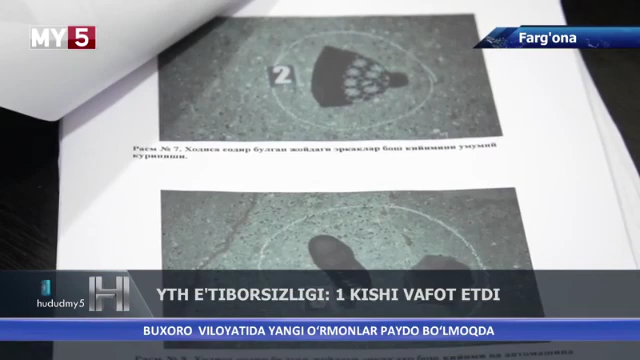 MY5
Farg'ona
2
Расм № 7. Ходиса содир булган жойдаги эркаклар бош кийимини умумий
куриниши.
YTH E'TIBORSIZLIGI: 1 KISHI VAFOT ETDI
hududmy5
H
BUXORO VILOYATIDA YANGI O‘RMONLAR PAYDO BO‘LMOQDA